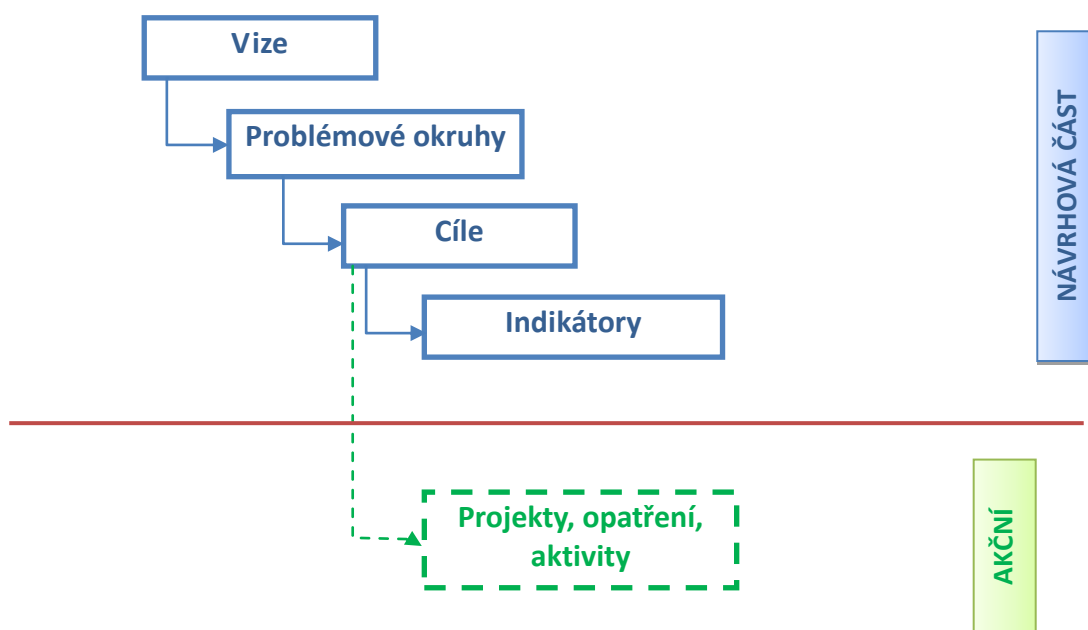 Vize
Problémové okruhy
Cíle
Indikátory
NÁVRHOVÁ ČÁST
Projekty, opatření,
aktivity
AKČNÍ